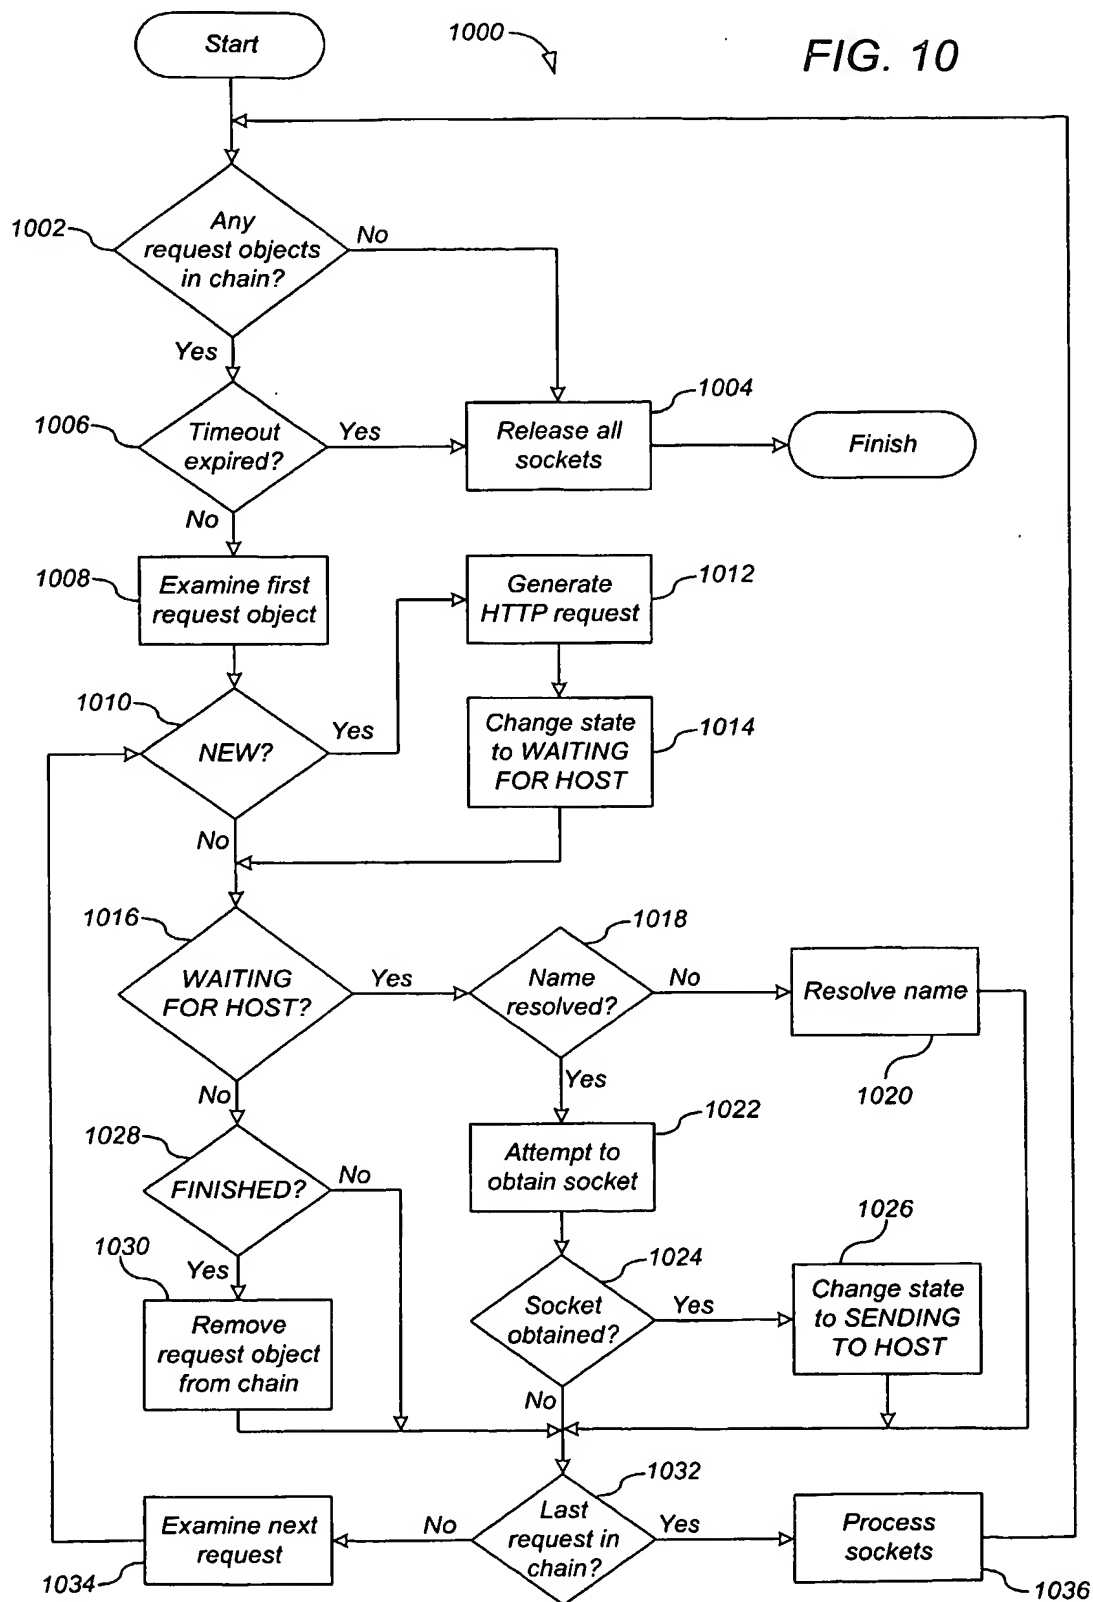 Start
1000
FIG. 10
1002
Any
request objects
in chain?
No
Yes
1004
1006
Timeout
expired?
Yes
Release all
sockets
Finish
No
1008
Examine first
request object
Generate
HTTP request
1012
1010
NEW?
Yes
Change state
to WAITING
FOR HOST
1014
No
1016
WAITING
FOR HOST?
Yes
1018
Name
resolved?
No
Resolve name
1020
No
Yes
1022
1028
FINISHED?
No
Attempt to
obtain socket
1026
1030
Yes
1024
Remove
request object
from chain
Socket
obtained?
Yes
Change state
to SENDING
TO HOST
No
1032
Examine next
request
1034
No
Last
request in
chain?
Yes
Process
sockets
1036